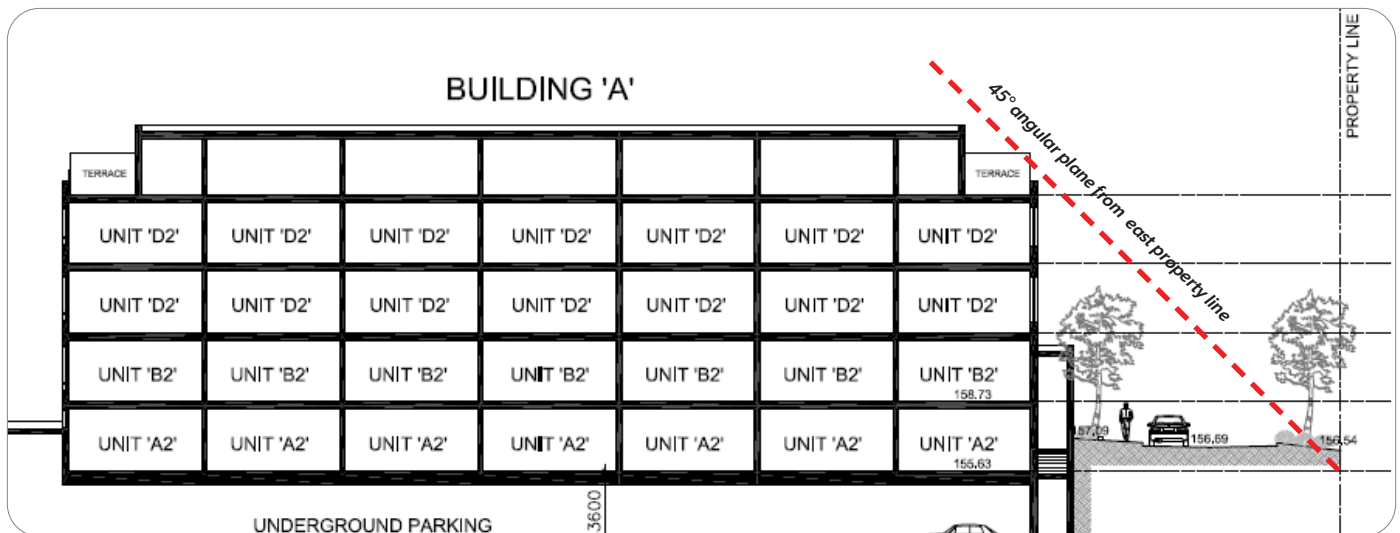 PROPERTY LINE
BUILDING 'A'
45° angular plane from east property line
TERRACE
TERRACE
UNIT 'D2' UNIT 'D2' UNIT 'D2' UNIT 'D2' UNIT 'D2' UNIT 'D2' UNIT 'D2'
UNIT 'D2' UNIT 'D2' UNIT 'D2' UNIT 'D2' UNIT 'D2' UNIT 'D2' UNIT 'D2'
UNIT 'B2' UNIT 'B2' UNIT 'B2' UNIT 'B2' UNIT 'B2' UNIT 'B2' UNIT 'B2'
158.73
157.09
156.69
156.54
UNIT 'A2' UNIT 'A2' UNIT 'A2' UNIT 'A2' UNIT 'A2' UNIT 'A2' UNIT 'A2'
155.63
3600
UNDERGROUND PARKING